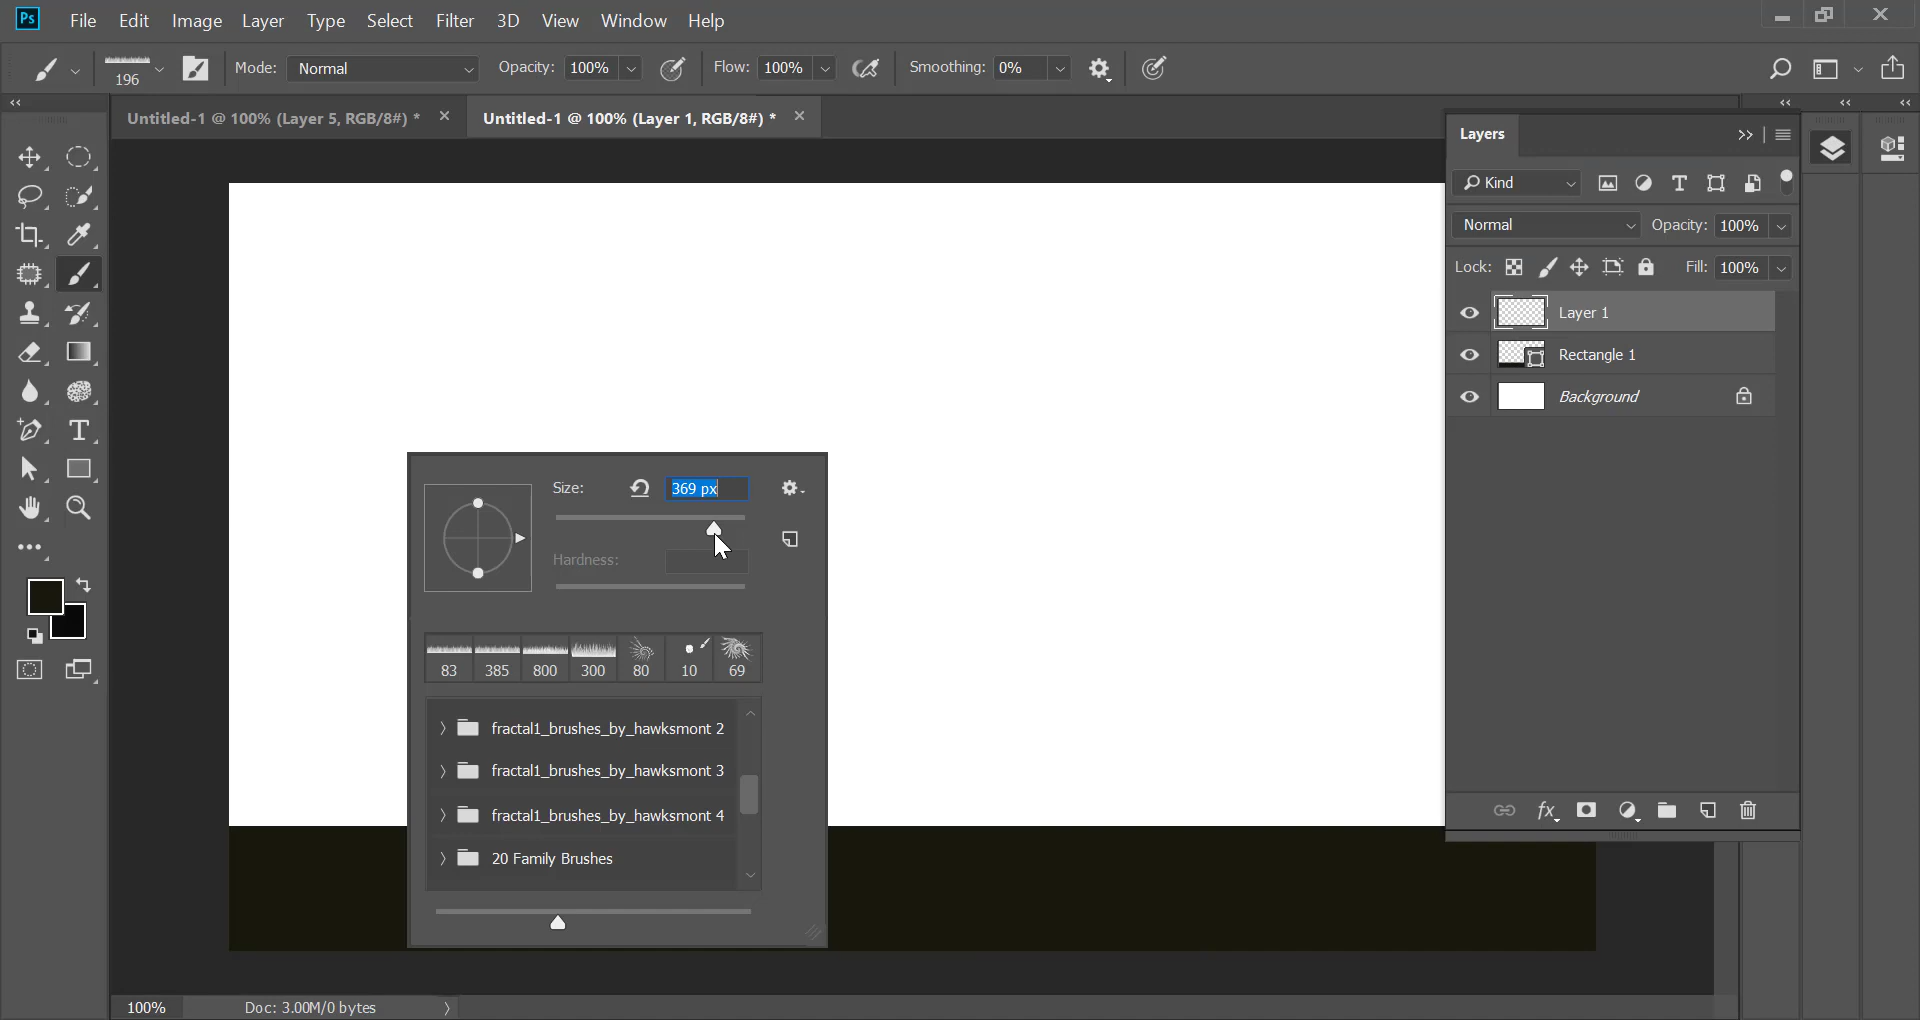 Ps File Edit Image Layer Type Select Filter 3D View Window Help
196 Mode: Normal Opacity: 100% Flow: 100% Smoothing: 0%
Untitled-1 @ 100% (Layer 5, RGB/8#) * Untitled-1 @ 100% (Layer 1, RGB/8#) *
Layers
Kind
Normal Opacity: 100%
Lock: Fill: 100%
Layer 1
Rectangle 1
Background
Size: 369 px
Hardness:
83 385 800 300 80 10 69
fractal1_brushes_by_hawksmont 2
fractal1_brushes_by_hawksmont 3
fractal1_brushes_by_hawksmont 4
20 Family Brushes
fx
100% Doc: 3.00M/0 bytes